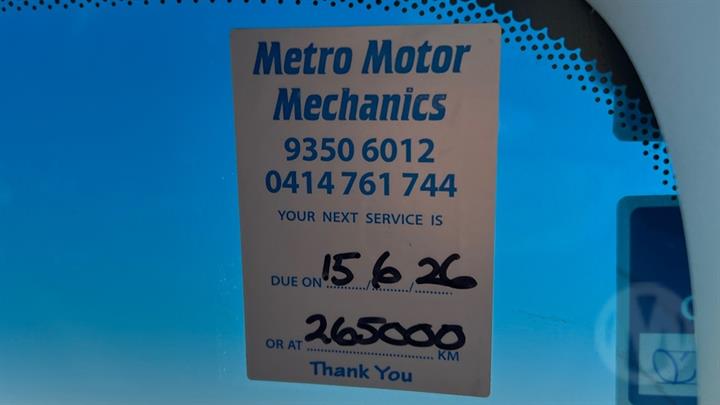 Metro Motor
Mechanics
9350 6012
0414 761 744
YOUR NEXT SERVICE IS
DUE ON 15/6/26
OR AT 265000 KM
Thank You